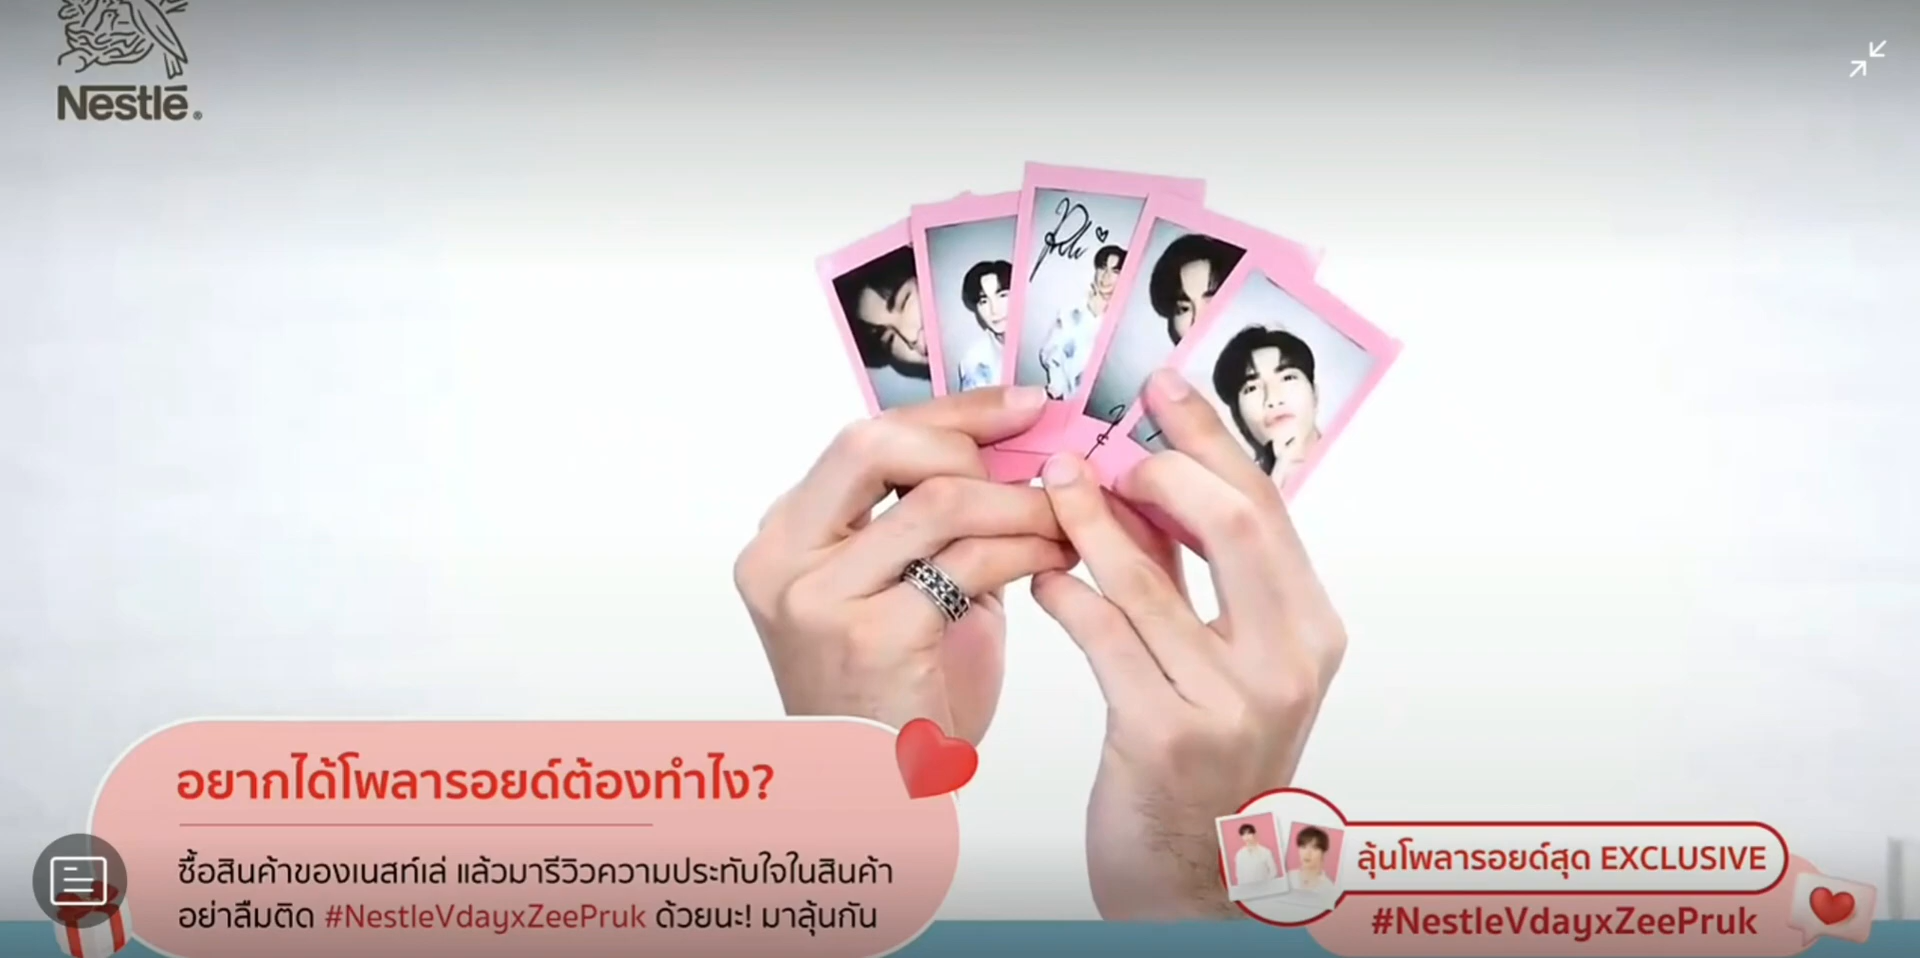 Nestlé®
อยากได้โพลารอยด์ต้องทำไง?
ซื้อสินค้าของเนสท์เล่ แล้วมารีวิวความประทับใจในสินค้า
อย่าลืมติด #NestleVdayxZeePruk ด้วยนะ! มาลุ้นกัน
ลุ้นโพลารอยด์สุด EXCLUSIVE
#NestleVdayxZeePruk